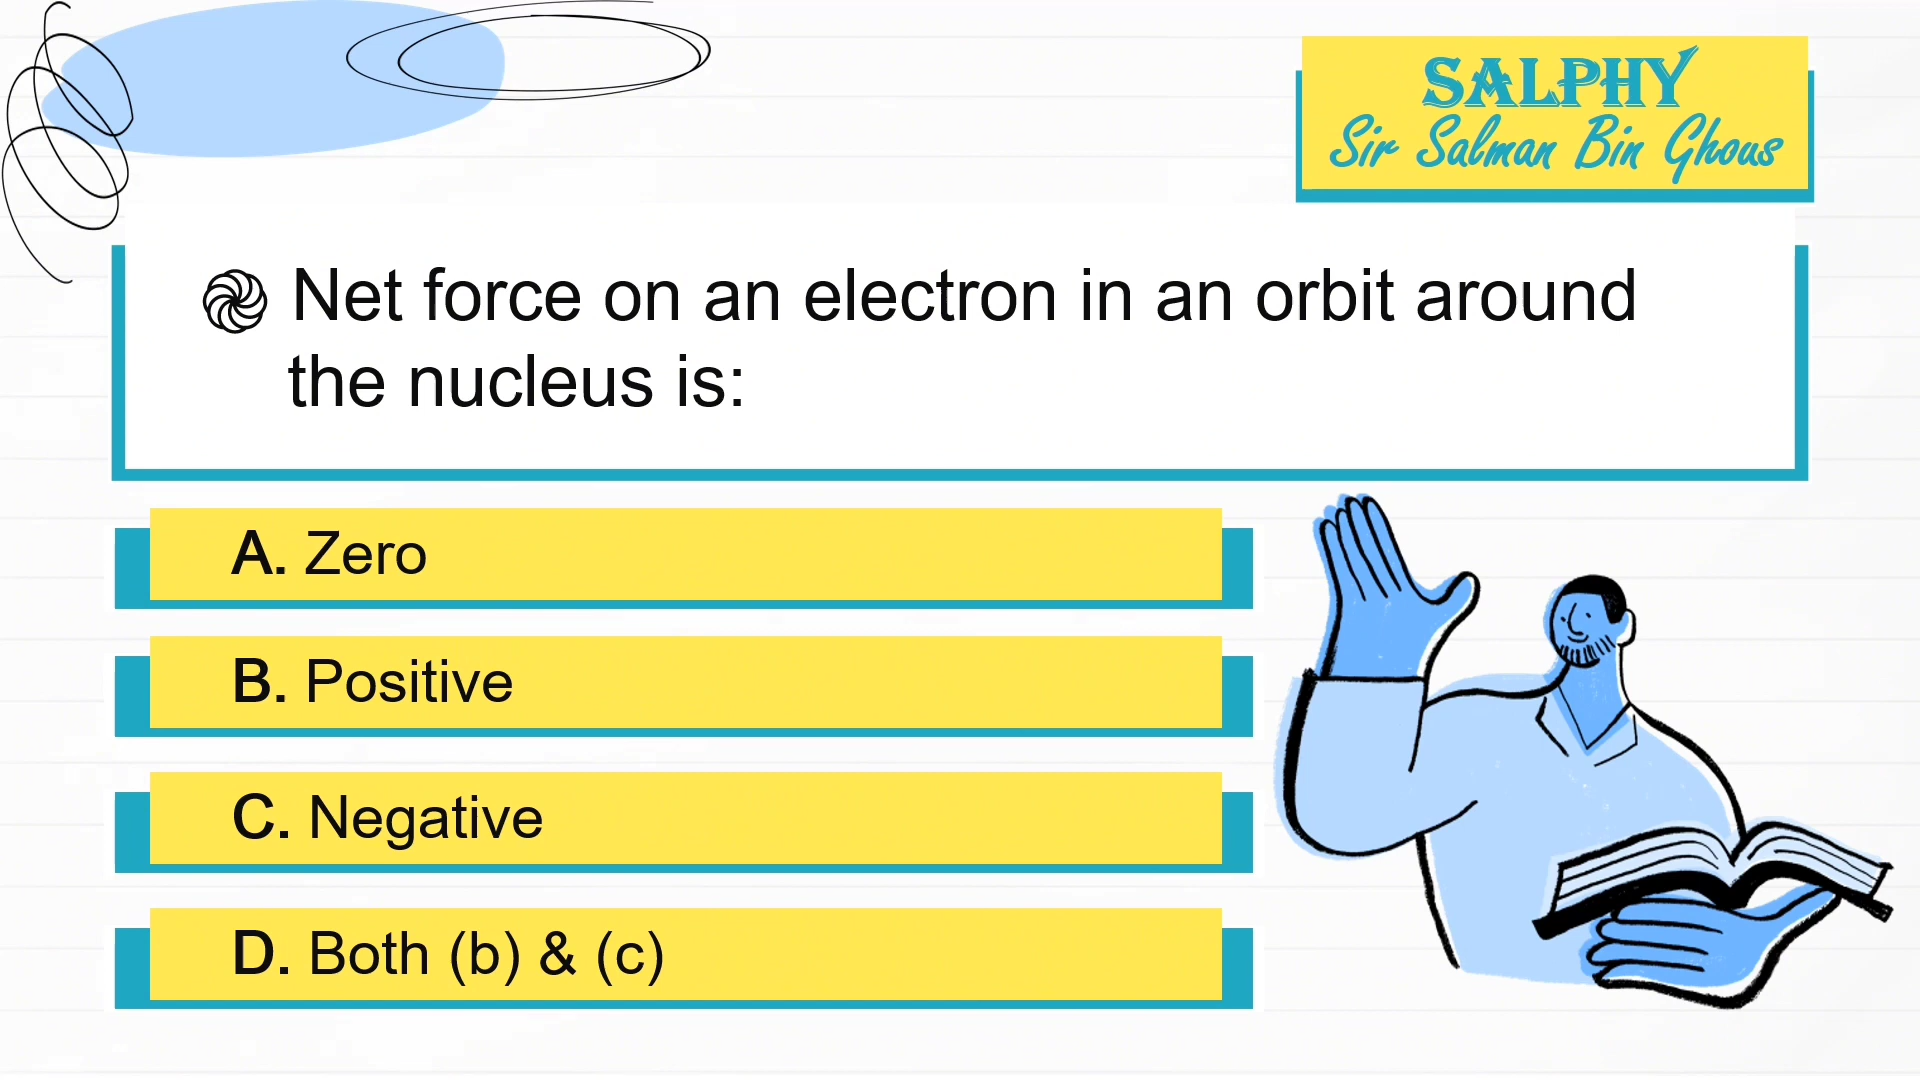 SALPHY
Sir Salman Bin Ghous
Net force on an electron in an orbit around
the nucleus is:
A. Zero
B. Positive
C. Negative
D. Both (b) & (c)